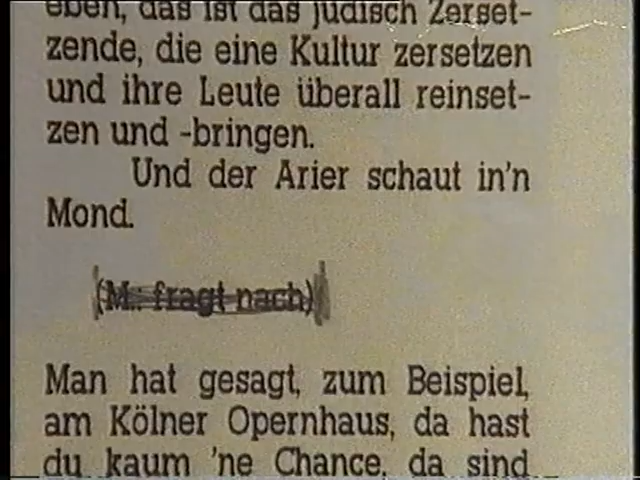 eben, das ist das jüdisch Zerset-
zende, die eine Kultur zersetzen
und ihre Leute überall reinset-
zen und -bringen.
Und der Arier schaut in'n
Mond.
(M.: fragt nach)
Man hat gesagt, zum Beispiel,
am Kölner Opernhaus, da hast
du kaum 'ne Chance, da sind